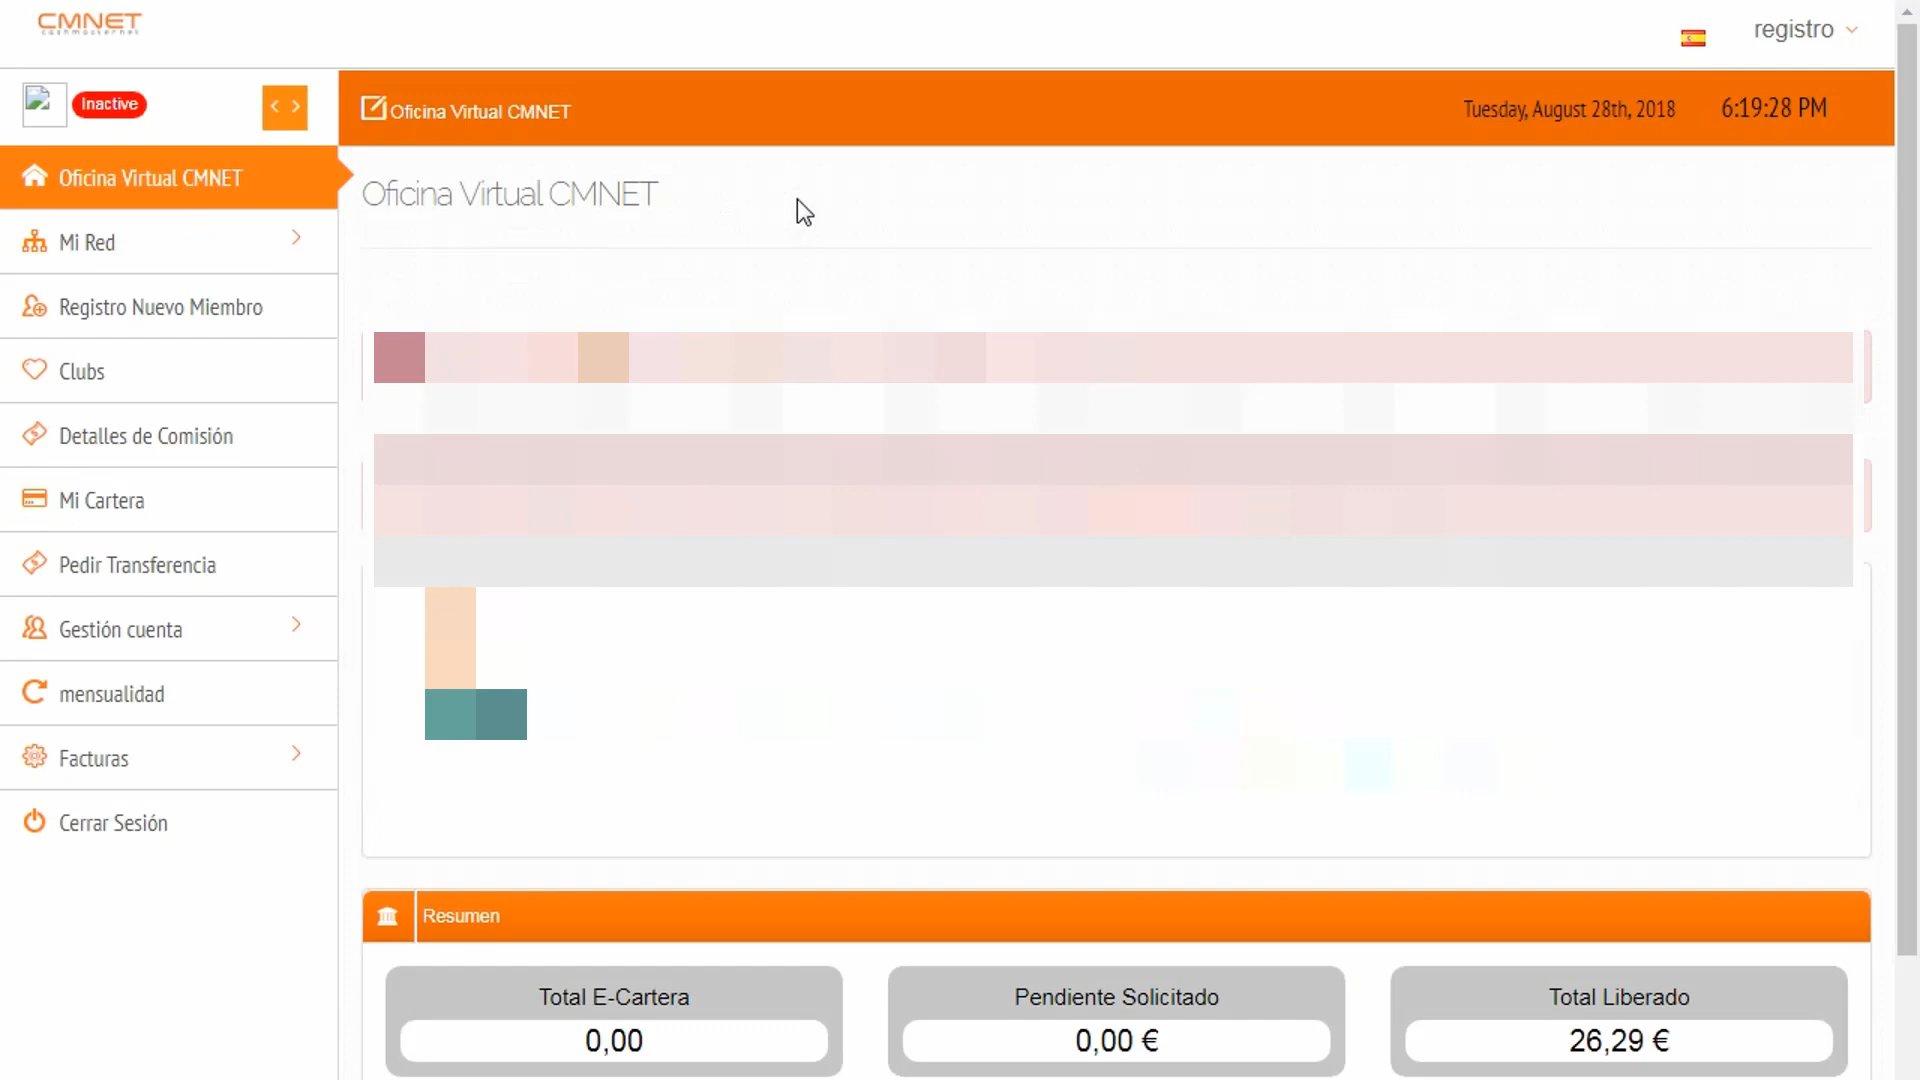 CMNET
cashmasternet
registro
Inactive
Oficina Virtual CMNET
Tuesday, August 28th, 2018
6:19:28 PM
Oficina Virtual CMNET
Oficina Virtual CMNET
Mi Red
Registro Nuevo Miembro
Clubs
Detalles de Comisión
Mi Cartera
Pedir Transferencia
Gestión cuenta
mensualidad
Facturas
Cerrar Sesión
Resumen
Total E-Cartera
0,00
Pendiente Solicitado
0,00 €
Total Liberado
26,29 €